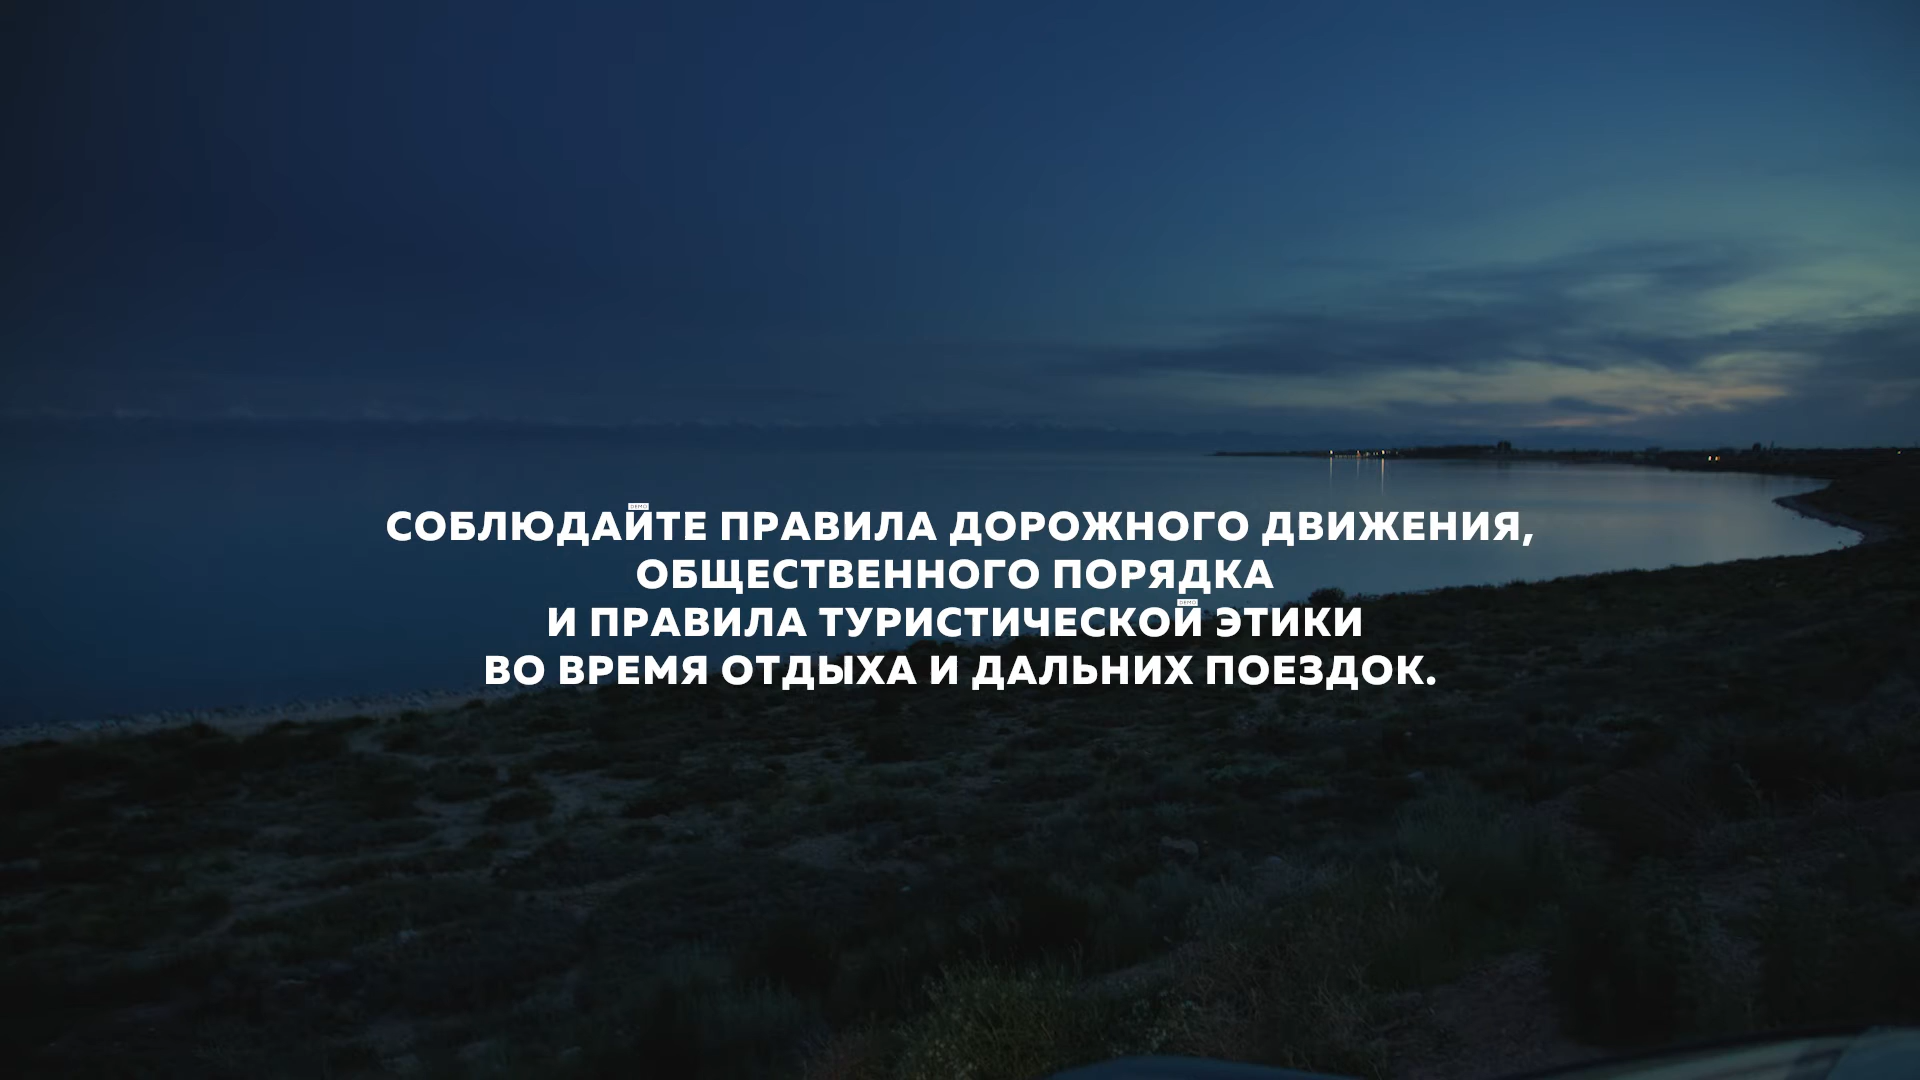 СОБЛЮДАЙТЕ ПРАВИЛА ДОРОЖНОГО ДВИЖЕНИЯ,
ОБЩЕСТВЕННОГО ПОРЯДКА
И ПРАВИЛА ТУРИСТИЧЕСКОЙ ЭТИКИ
ВО ВРЕМЯ ОТДЫХА И ДАЛЬНИХ ПОЕЗДОК.